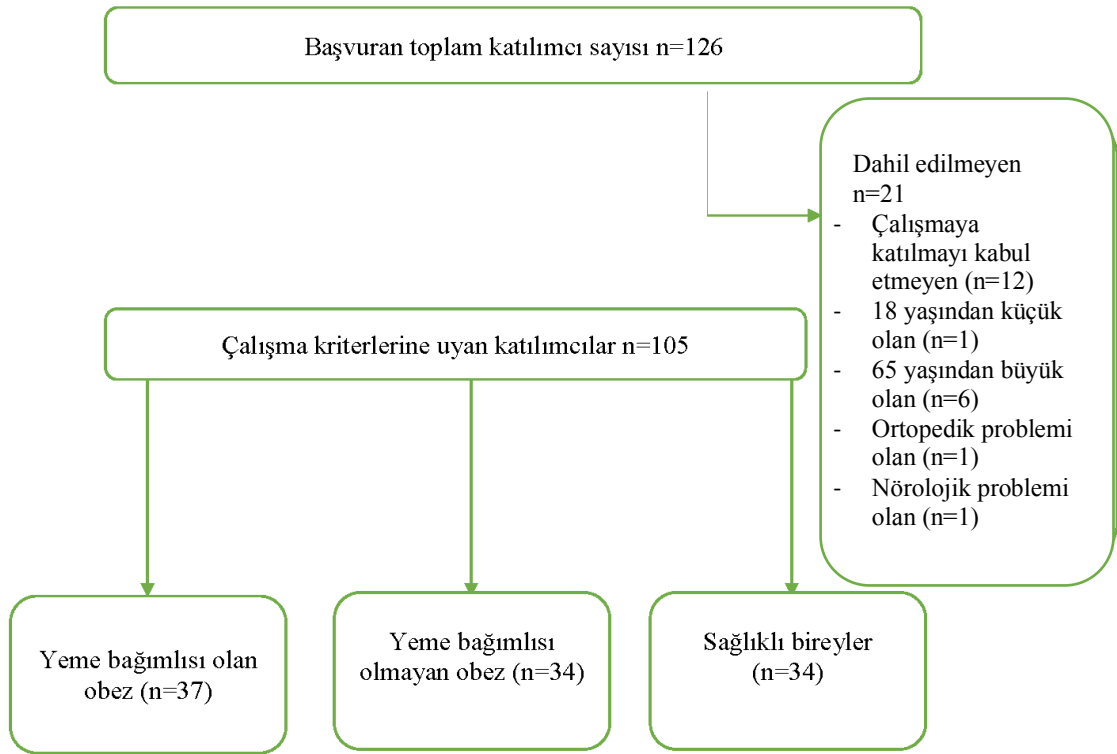 Başvuran toplam katılımcı sayısı n=126
Dahil edilmeyen
n=21
- Çalışmaya
katılmayı kabul
etmeyen (n=12)
- 18 yaşından küçük
olan (n=1)
- 65 yaşından büyük
olan (n=6)
- Ortopedik problemi
olan (n=1)
- Nörolojik problemi
olan (n=1)
Çalışma kriterlerine uyan katılımcılar n=105
Yeme bağımlısı olan
obez (n=37)
Yeme bağımlısı
olmayan obez (n=34)
Sağlıklı bireyler
(n=34)